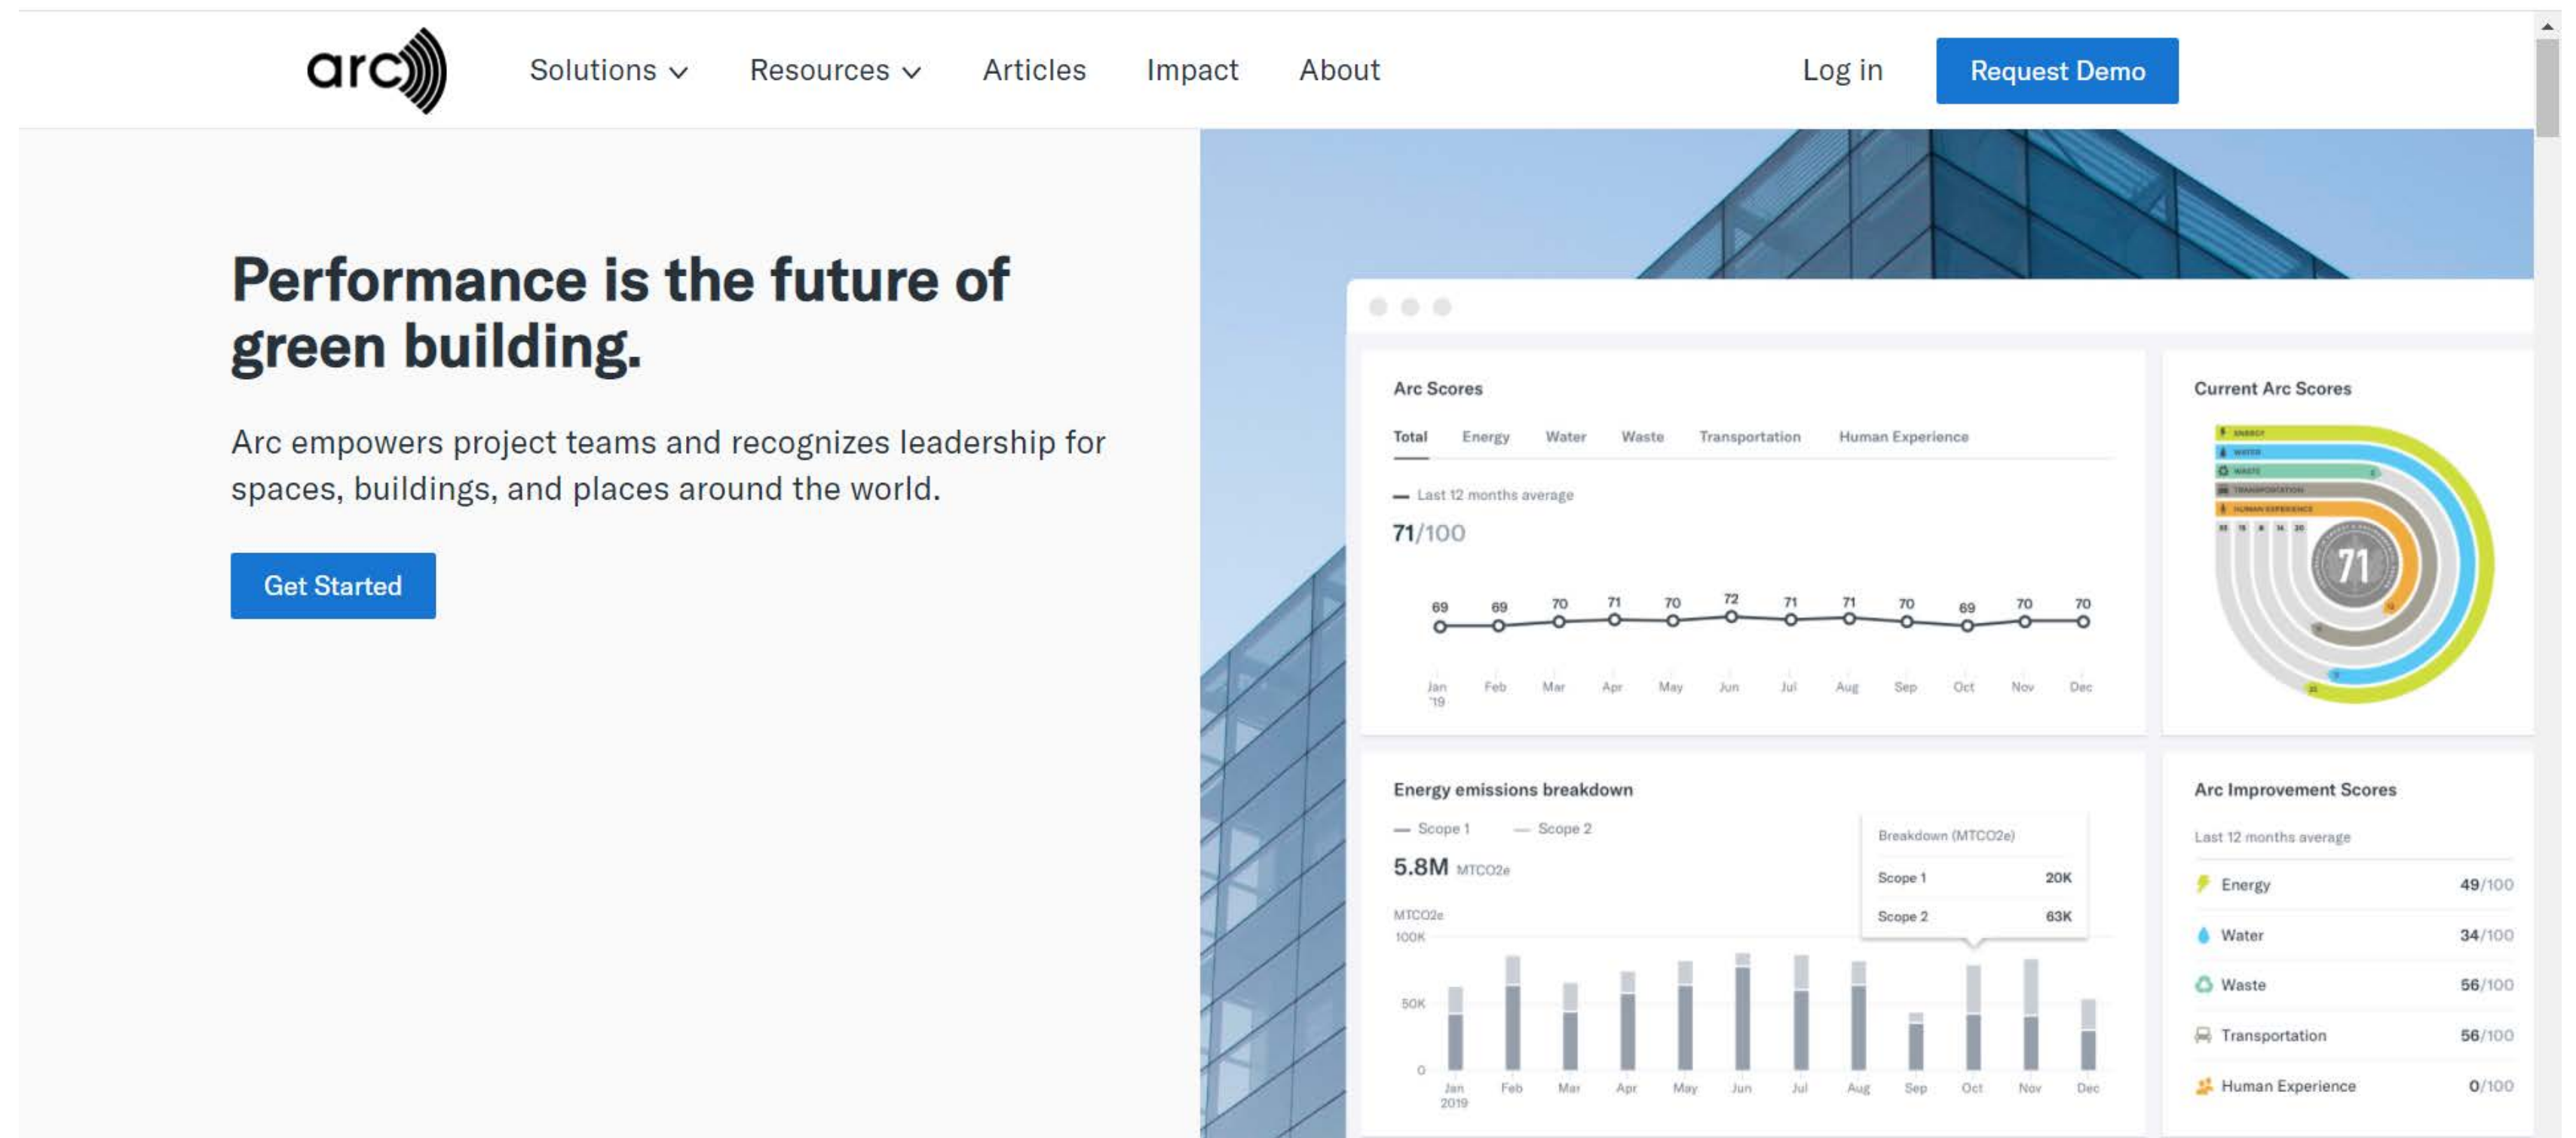 arc
Solutions
Resources
Articles
Impact
About
Log in
Request Demo
Performance is the future of
green building.
Arc empowers project teams and recognizes leadership for
spaces, buildings, and places around the world.
Get Started
Arc Scores
Total Energy Water Waste Transportation Human Experience
Last 12 months average
71/100
69 69 70 71 70 72 71 71 70 69 70 70
Jan Feb Mar Apr May Jun Jul Aug Sep Oct Nov Dec
'19
Current Arc Scores
ENERGY
WATER
WASTE
TRANSPORTATION
HUMAN EXPERIENCE
71
Energy emissions breakdown
Scope 1 Scope 2
5.8M MTCO2e
MTCO2e
100K
50K
0
Breakdown (MTCO2e)
Scope 1 20K
Scope 2 63K
Jan Feb Mar Apr May Jun Jul Aug Sep Oct Nov Dec
2019
Arc Improvement Scores
Last 12 months average
Energy 49/100
Water 34/100
Waste 56/100
Transportation 56/100
Human Experience 0/100